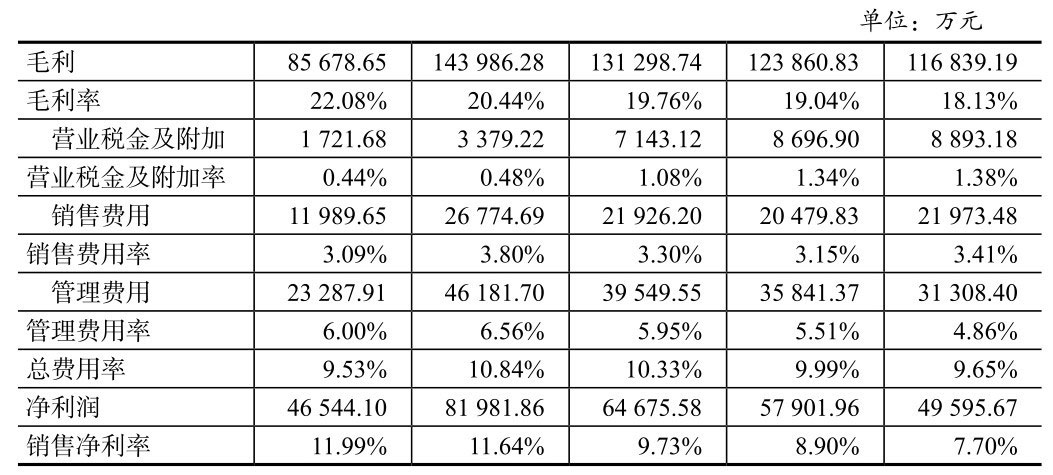 单位：万元
毛利 85 678.65 143 986.28 131 298.74 123 860.83 116 839.19
毛利率 22.08% 20.44% 19.76% 19.04% 18.13%
营业税金及附加 1 721.68 3 379.22 7 143.12 8 696.90 8 893.18
营业税金及附加率 0.44% 0.48% 1.08% 1.34% 1.38%
销售费用 11 989.65 26 774.69 21 926.20 20 479.83 21 973.48
销售费用率 3.09% 3.80% 3.30% 3.15% 3.41%
管理费用 23 287.91 46 181.70 39 549.55 35 841.37 31 308.40
管理费用率 6.00% 6.56% 5.95% 5.51% 4.86%
总费用率 9.53% 10.84% 10.33% 9.99% 9.65%
净利润 46 544.10 81 981.86 64 675.58 57 901.96 49 595.67
销售净利率 11.99% 11.64% 9.73% 8.90% 7.70%